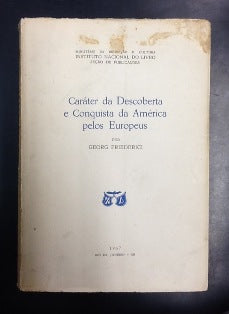 MINISTÉRIO DA EDUCAÇÃO E CULTURA
INSTITUTO NACIONAL DO LIVRO
SEÇÃO DE PUBLICAÇÕES
Caráter da Descoberta
e Conquista da América
pelos Europeus
POR
GEORG FRIEDERICI
1967
RIO DE JANEIRO